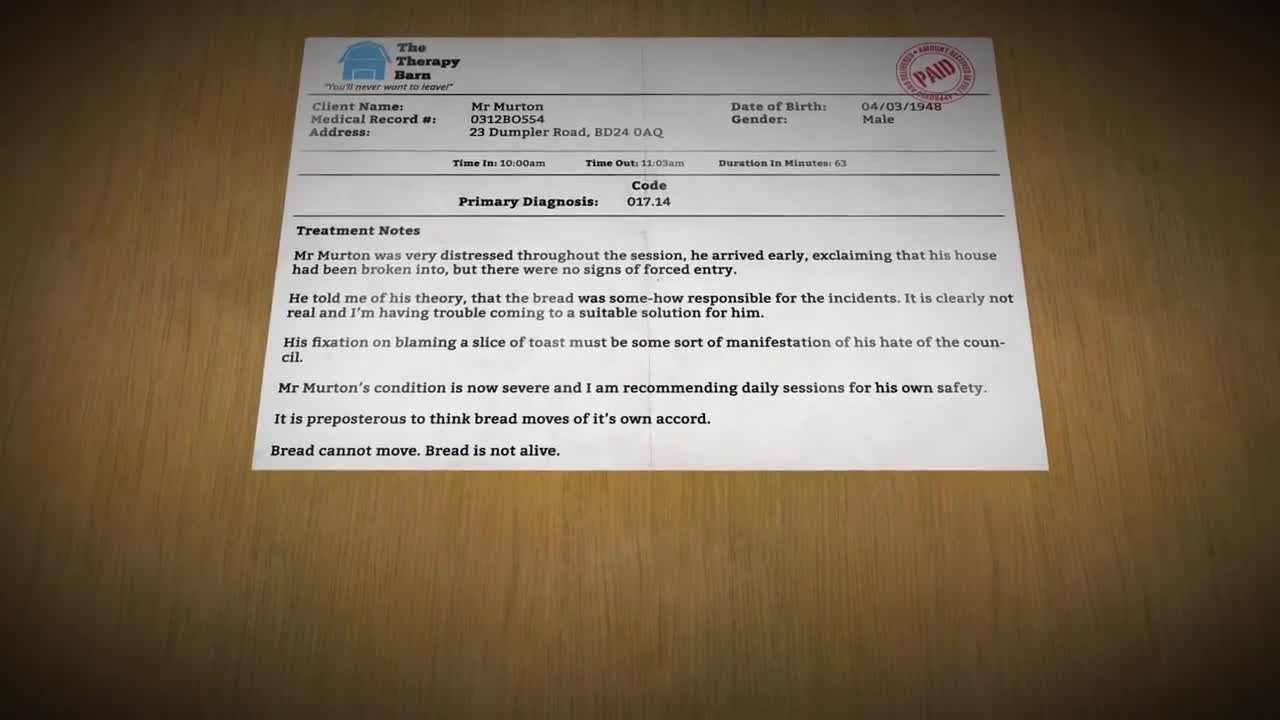 The
Therapy
Barn
"You'll never want to leave!"
AMOUNT RECEIVED IN FULL
PAID
APPROVED AND DELIVERED
Client Name: Mr Murton Date of Birth: 04/03/1948
Medical Record #: 0312BO554 Gender: Male
Address: 23 Dumpler Road, BD24 0AQ
Time In: 10:00am Time Out: 11:03am Duration In Minutes: 63
Code
Primary Diagnosis: 017.14
Treatment Notes
Mr Murton was very distressed throughout the session, he arrived early, exclaiming that his house
had been broken into, but there were no signs of forced entry.
He told me of his theory, that the bread was some-how responsible for the incidents. It is clearly not
real and I'm having trouble coming to a suitable solution for him.
His fixation on blaming a slice of toast must be some sort of manifestation of his hate of the coun-
cil.
Mr Murton's condition is now severe and I am recommending daily sessions for his own safety.
It is preposterous to think bread moves of it's own accord.
Bread cannot move. Bread is not alive.